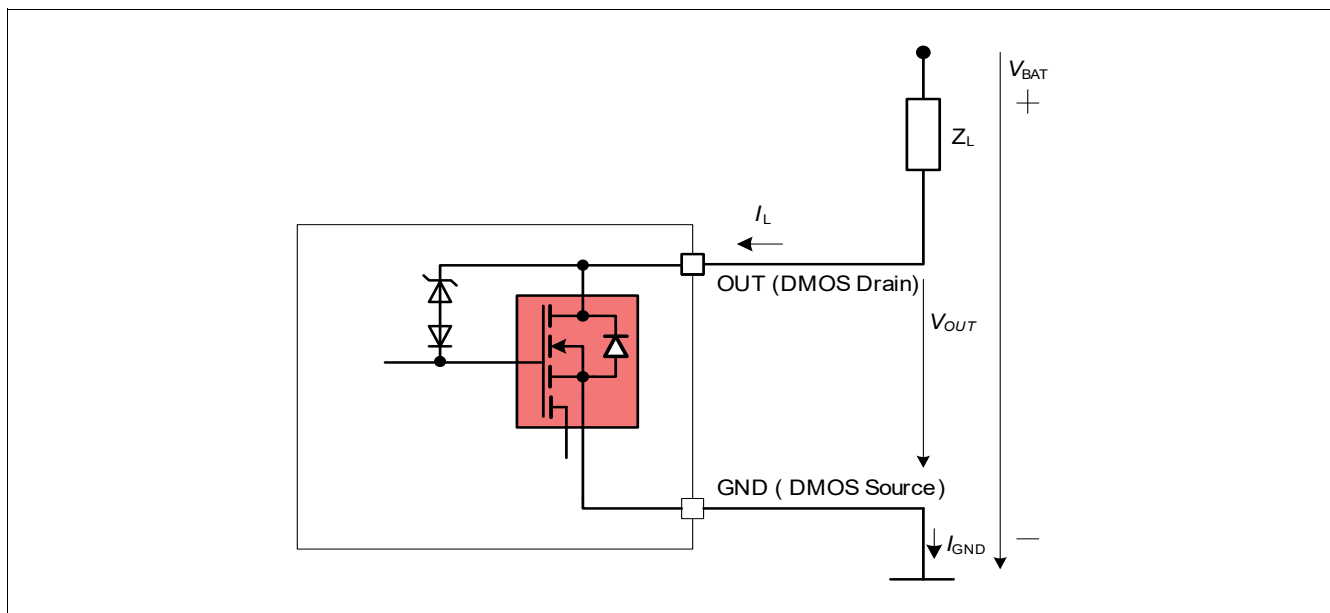 V_BAT
+
Z_L
I_L
OUT (DMOS Drain)
V_OUT
GND ( DMOS Source)
I_GND
—